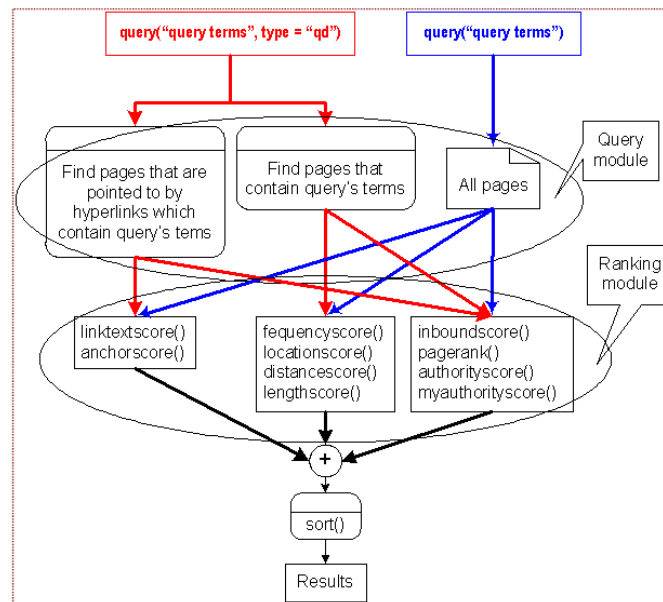 query(“query terms”, type = “qd”)
query(“query terms”)
Find pages that are
pointed to by
hyperlinks which
contain query's tems
Find pages that
contain query's terms
All pages
Query
module
Ranking
module
linktextscore()
anchorscore()
fequencyscore()
locationscore()
distancescore()
lengthscore()
inboundscore()
pagerank()
authorityscore()
myauthorityscore()
+
sort()
Results